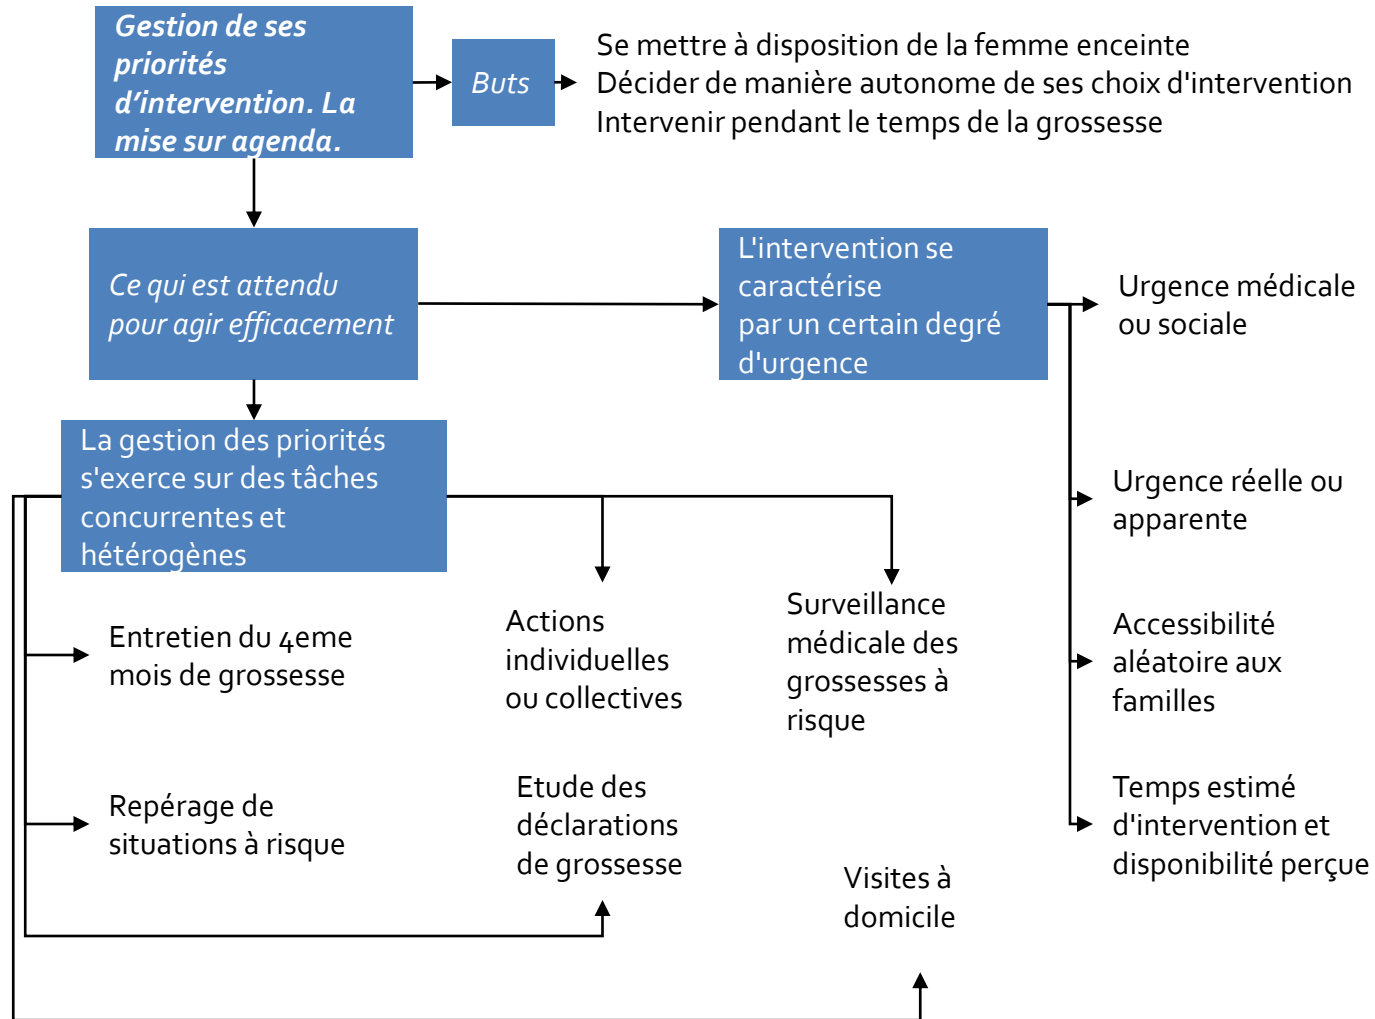 Gestion de ses
priorités
d’intervention. La
mise sur agenda.
Buts
Se mettre à disposition de la femme enceinte
Décider de manière autonome de ses choix d'intervention
Intervenir pendant le temps de la grossesse
Ce qui est attendu
pour agir efficacement
L'intervention se
caractérise
par un certain degré
d'urgence
Urgence médicale
ou sociale
Urgence réelle ou
apparente
Accessibilité
aléatoire aux
familles
Temps estimé
d'intervention et
disponibilité perçue
La gestion des priorités
s'exerce sur des tâches
concurrentes et
hétérogènes
Entretien du 4eme
mois de grossesse
Actions
individuelles
ou collectives
Surveillance
médicale des
grossesses à
risque
Repérage de
situations à risque
Etude des
déclarations
de grossesse
Visites à
domicile